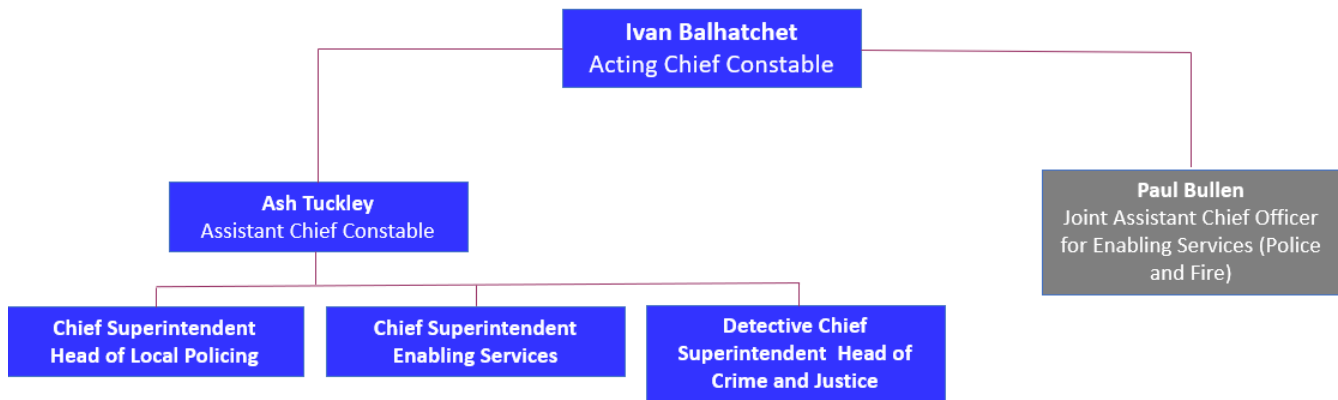 Ivan Balhatchet
Acting Chief Constable
Ash Tuckley
Assistant Chief Constable
Paul Bullen
Joint Assistant Chief Officer
for Enabling Services (Police
and Fire)
Chief Superintendent
Head of Local Policing
Chief Superintendent
Enabling Services
Detective Chief
Superintendent Head of
Crime and Justice